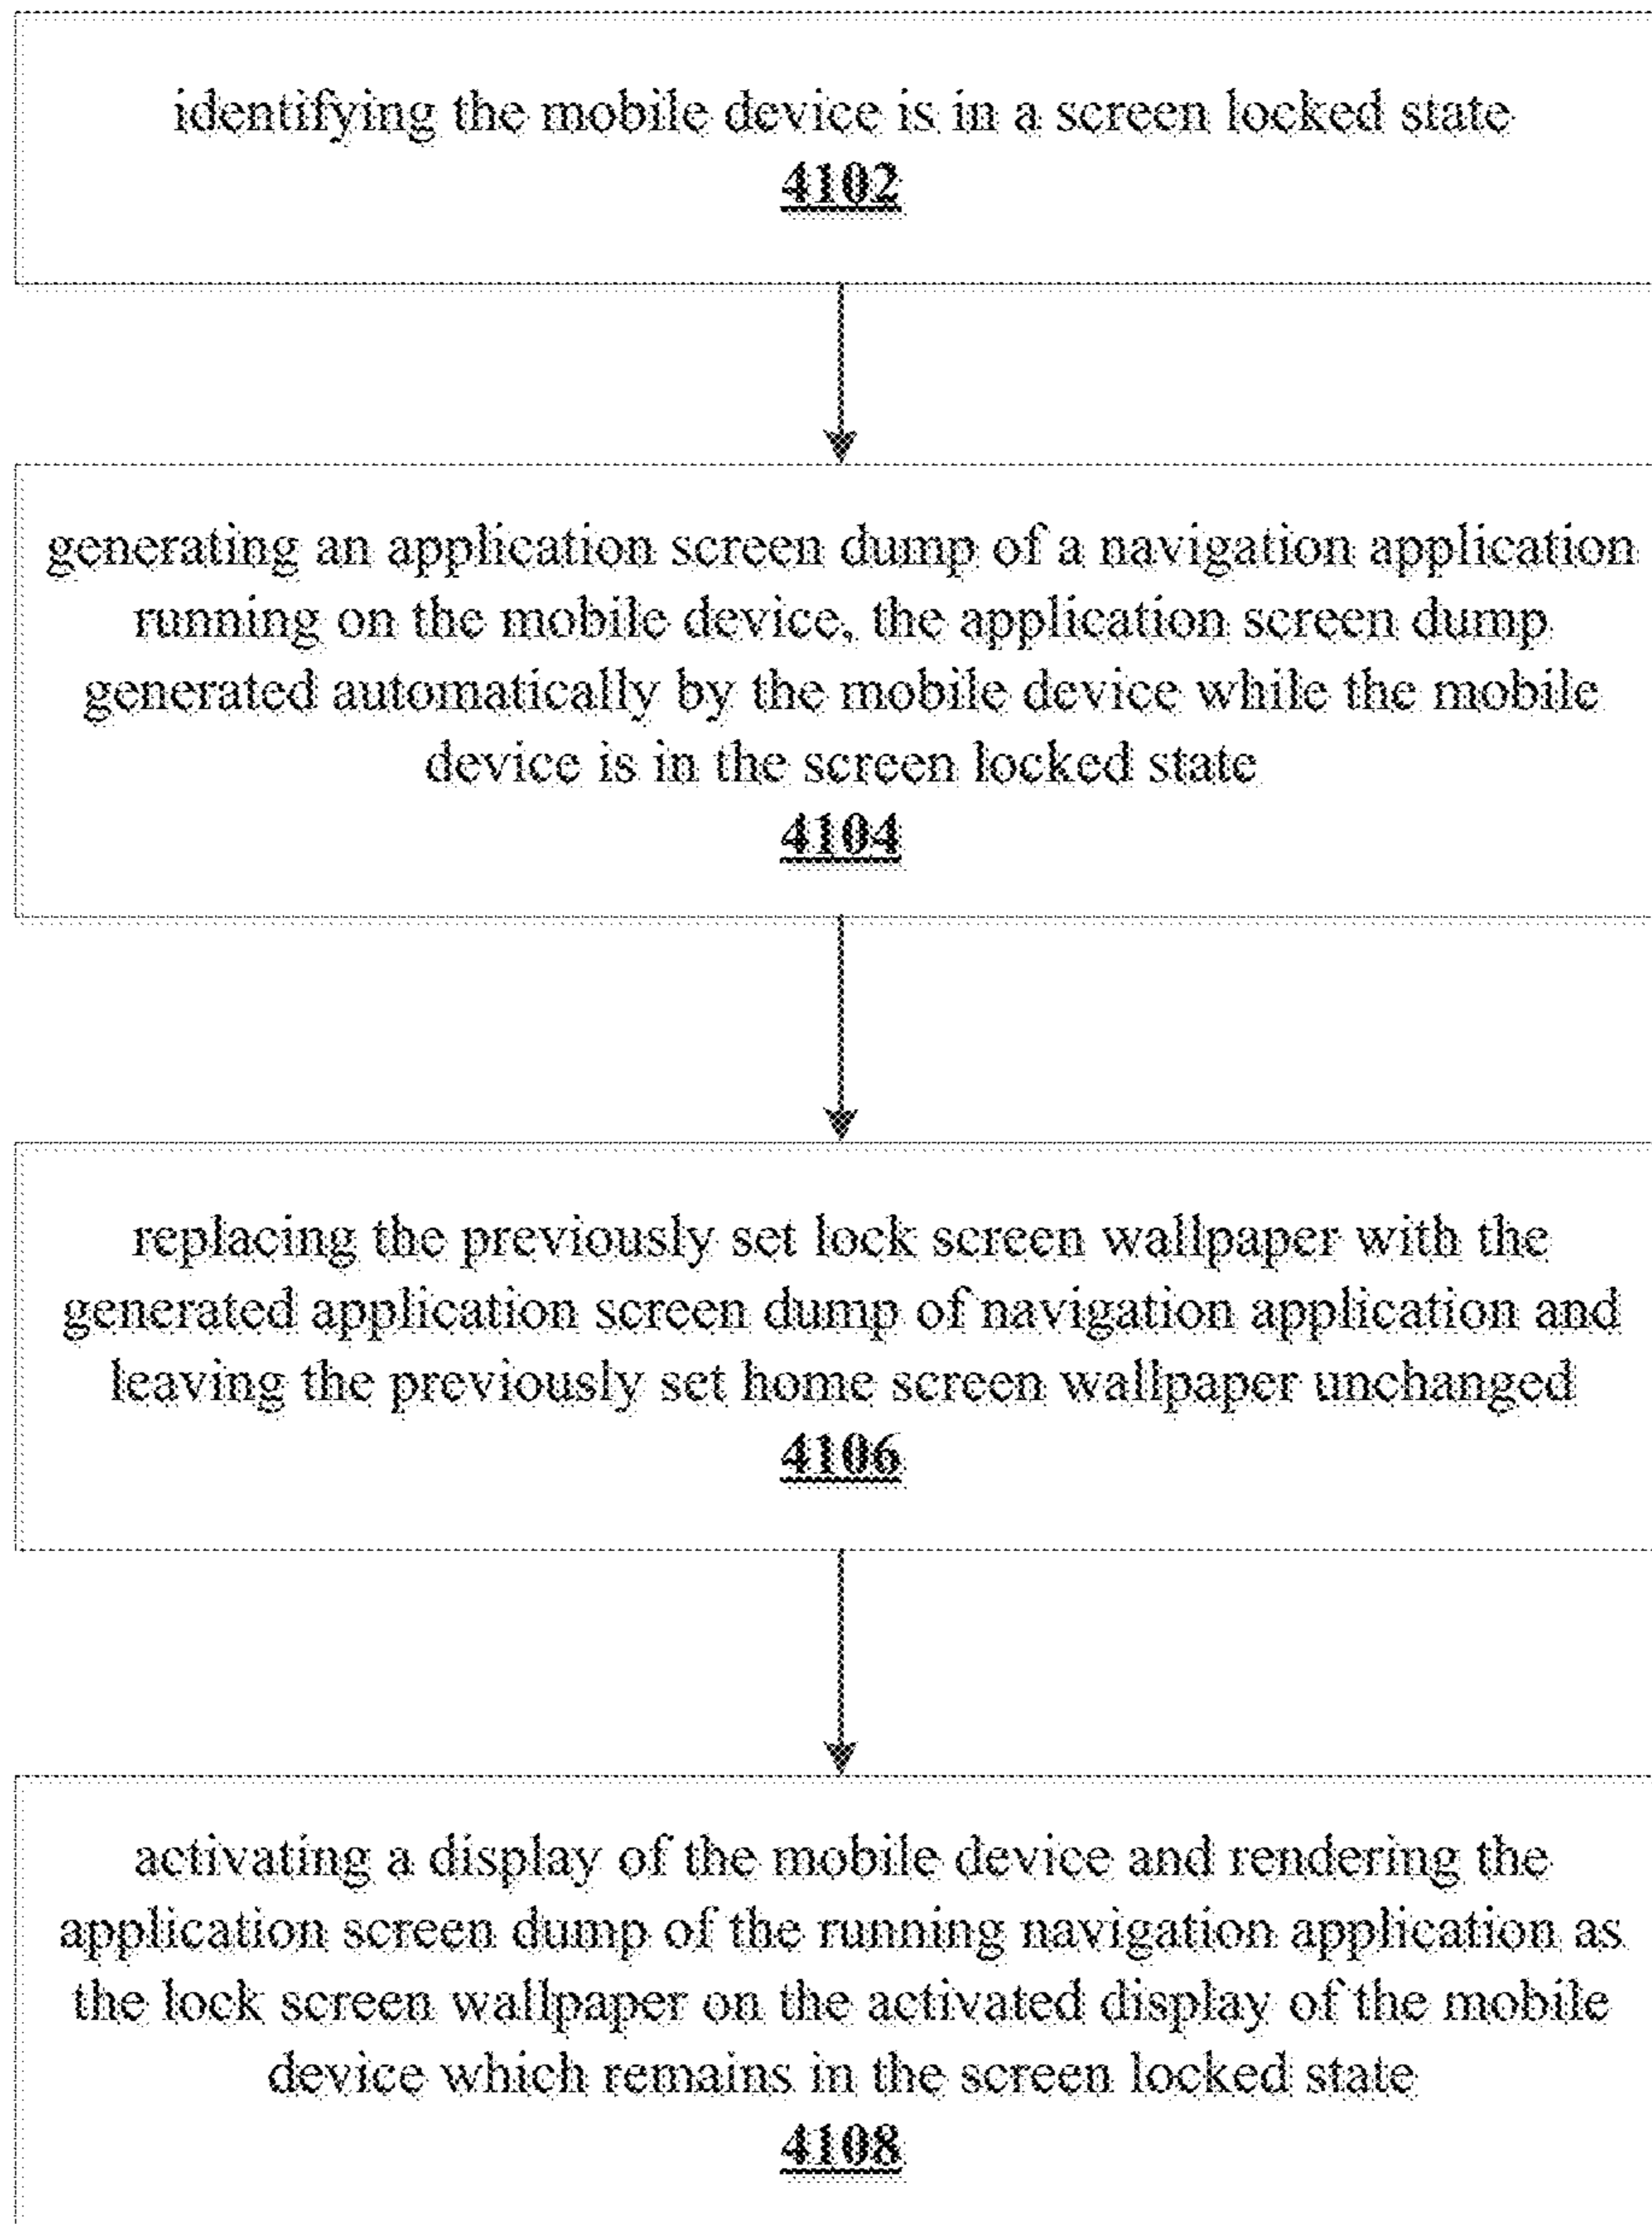 identifying the mobile device is in a screen locked state
4102
generating an application screen dump of a navigation application
running on the mobile device, the application screen dump
generated automatically by the mobile device while the mobile
device is in the screen locked state
4104
replacing the previously set lock screen wallpaper with the
generated application screen dump of navigation application and
leaving the previously set home screen wallpaper unchanged
4106
activating a display of the mobile device and rendering the
application screen dump of the running navigation application as
the lock screen wallpaper on the activated display of the mobile
device which remains in the screen locked state
4108